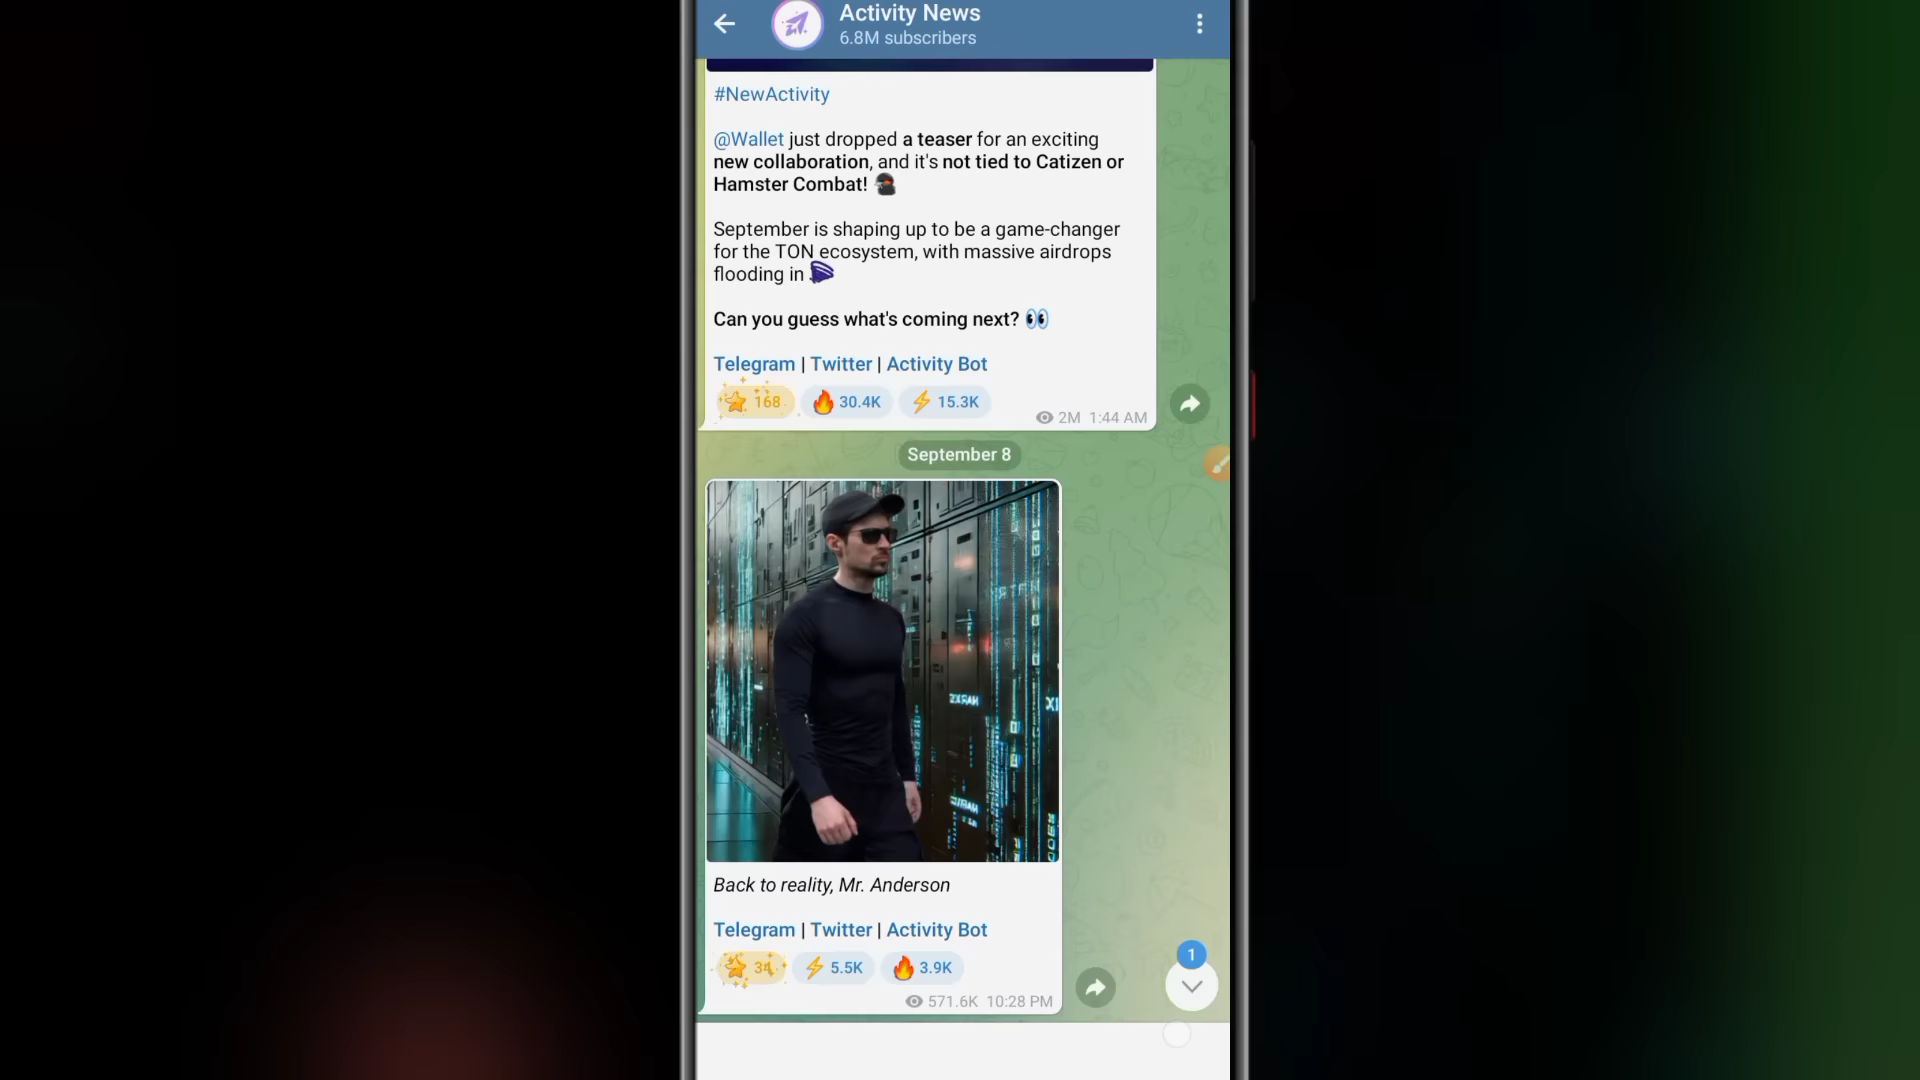 Activity News
6.8M subscribers
#NewActivity
@Wallet just dropped a teaser for an exciting
new collaboration, and it's not tied to Catizen or
Hamster Combat!
September is shaping up to be a game-changer
for the TON ecosystem, with massive airdrops
flooding in
Can you guess what's coming next? 👀
Telegram | Twitter | Activity Bot
168 🔥 30.4K ⚡ 15.3K
2M 1:44 AM
September 8
Back to reality, Mr. Anderson
Telegram | Twitter | Activity Bot
⚡ 5.5K 🔥 3.9K
571.6K 10:28 PM
1